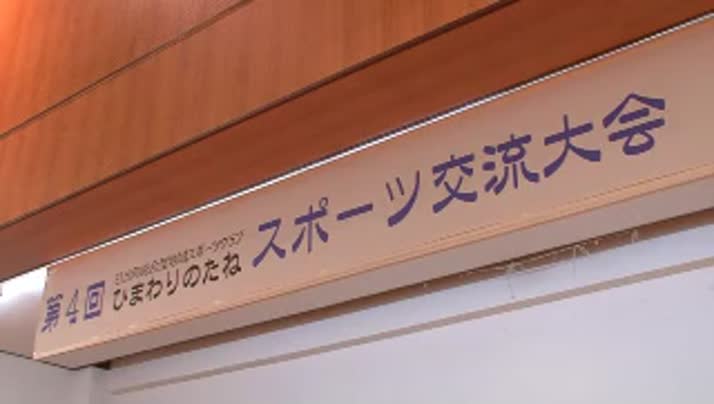 第4回
ひまわりのたね
スポーツ交流大会